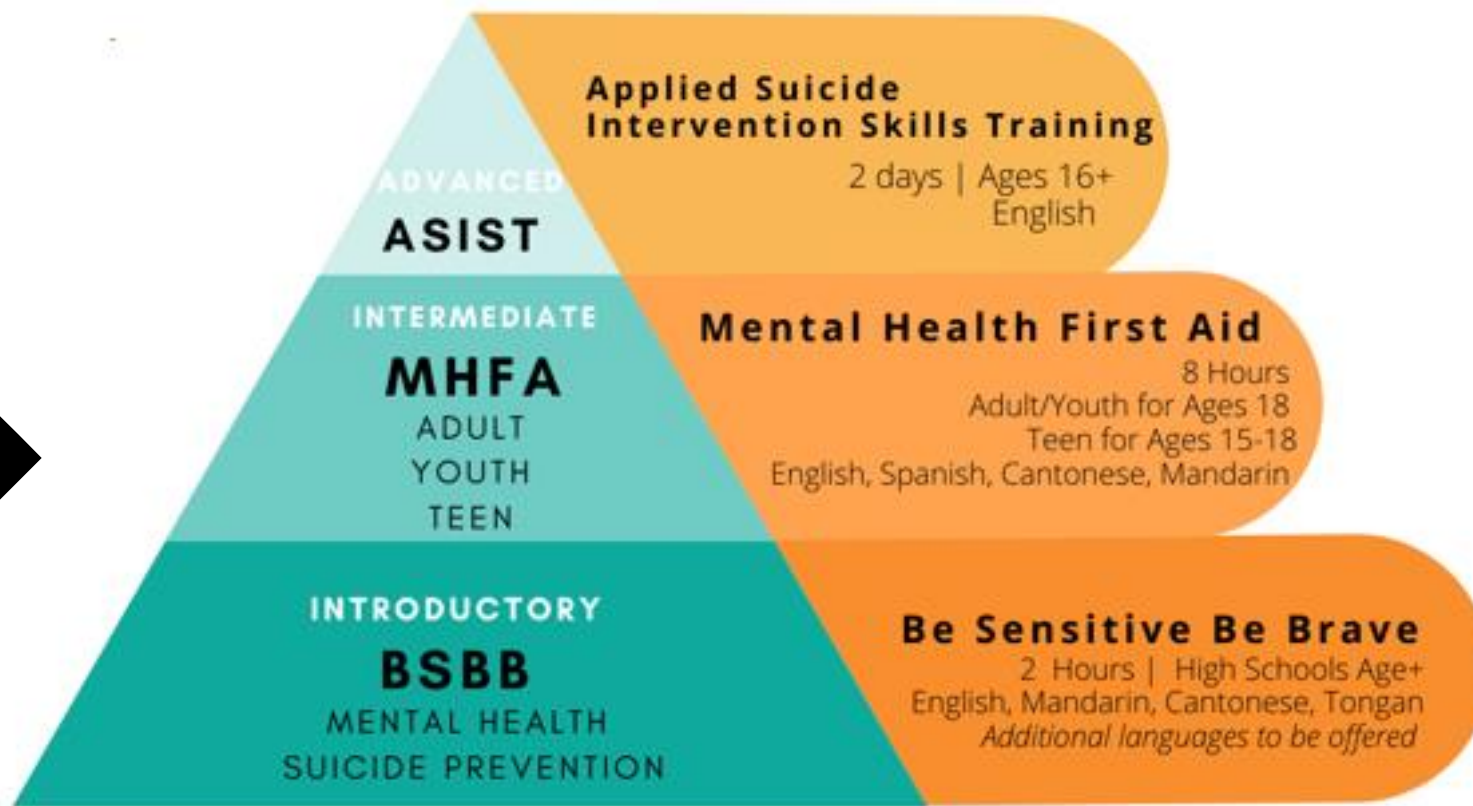 ADVANCED
ASIST
Applied Suicide
Intervention Skills Training
2 days | Ages 16+
English
INTERMEDIATE
MHFA
ADULT
YOUTH
TEEN
Mental Health First Aid
8 Hours
Adult/Youth for Ages 18
Teen for Ages 15-18
English, Spanish, Cantonese, Mandarin
INTRODUCTORY
BSBB
MENTAL HEALTH
SUICIDE PREVENTION
Be Sensitive Be Brave
2 Hours | High Schools Age+
English, Mandarin, Cantonese, Tongan
Additional languages to be offered